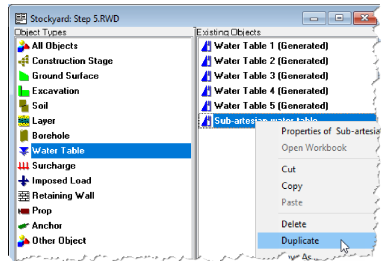 Stockyard: Step 5.RWD
Object Types
All Objects
Construction Stage
Ground Surface
Excavation
Soil
Layer
Borehole
Water Table
Surcharge
Imposed Load
Retaining Wall
Prop
Anchor
Other Object
Existing Objects
Water Table 1 (Generated)
Water Table 2 (Generated)
Water Table 3 (Generated)
Water Table 4 (Generated)
Water Table 5 (Generated)
Sub-artesian water table
Properties of Sub-artesia
Open Workbook
Cut
Copy
Paste
Delete
Duplicate
As